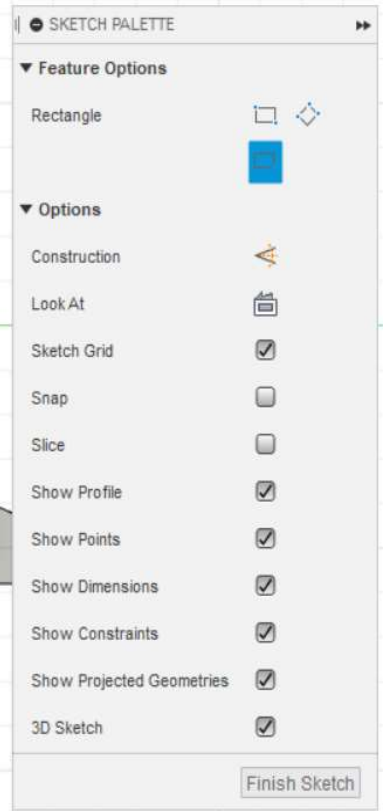 SKETCH PALETTE
Feature Options
Rectangle
Options
Construction
Look At
Sketch Grid
Snap
Slice
Show Profile
Show Points
Show Dimensions
Show Constraints
Show Projected Geometries
3D Sketch
Finish Sketch